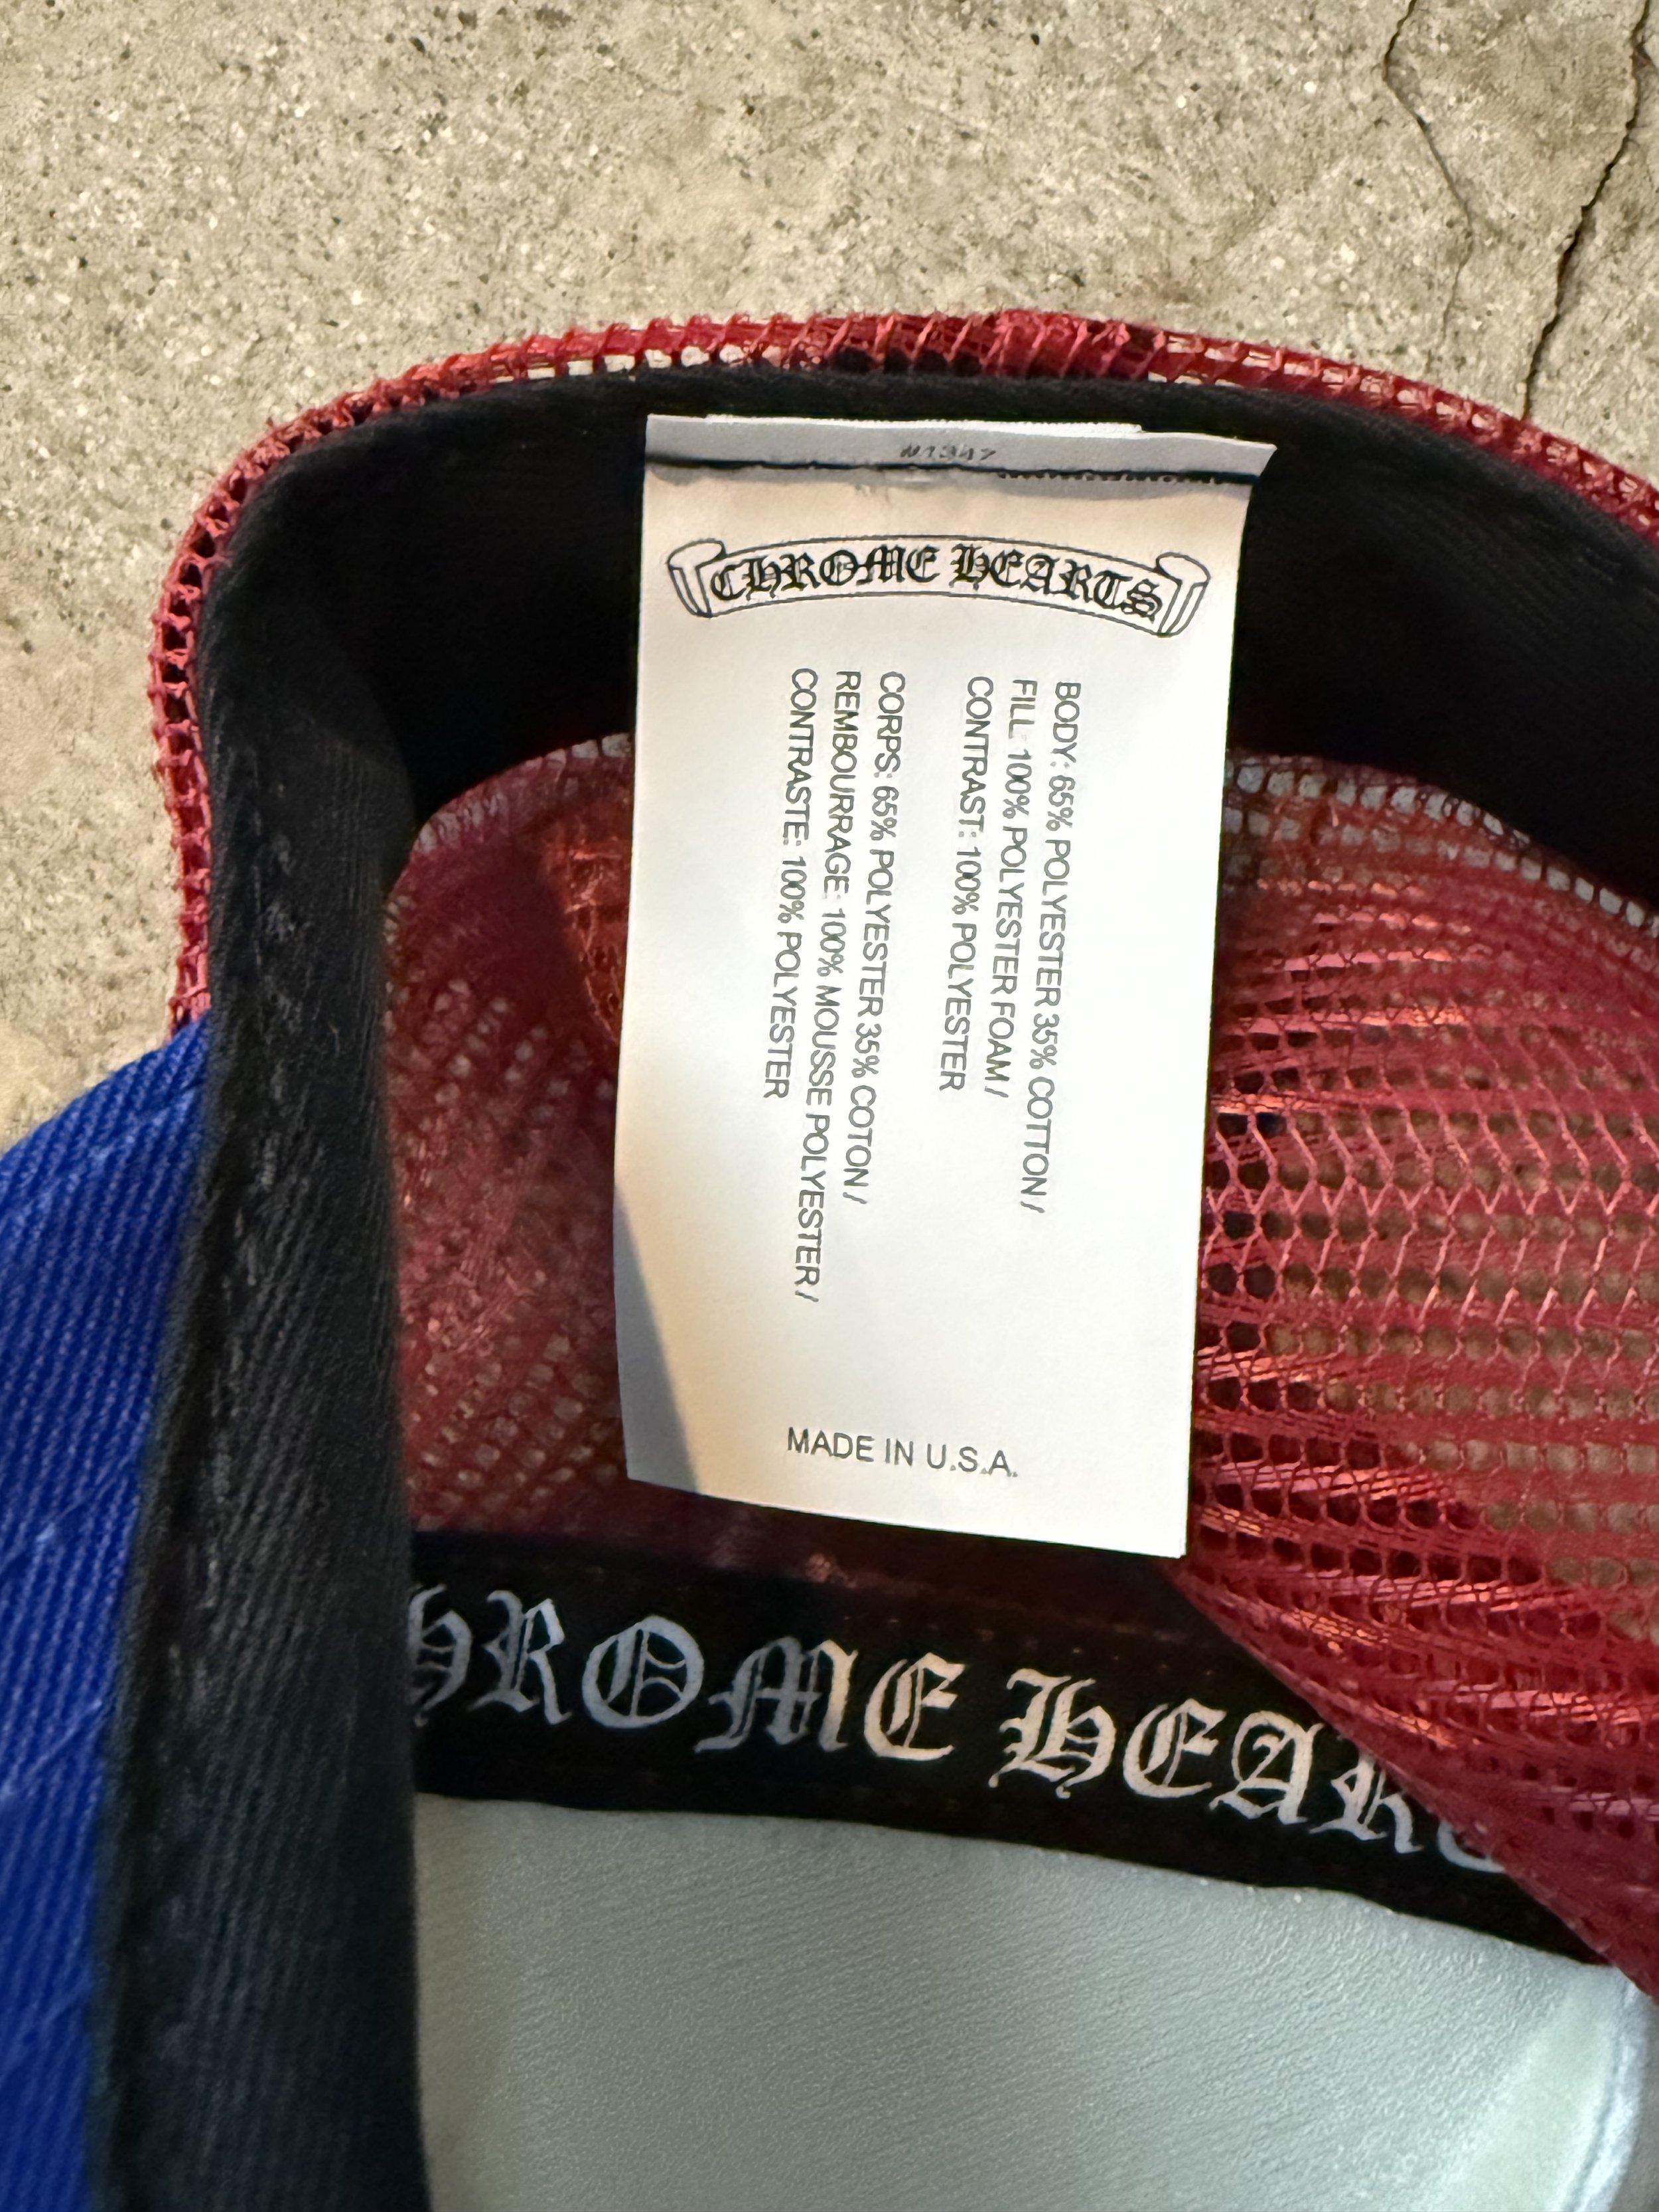 CHROME HEARTS
BODY: 65% POLYESTER 35% COTTON /
FILL: 100% POLYESTER FOAM /
CONTRAST: 100% POLYESTER
CORPS: 65% POLYESTER 35% COTON /
REMBOURRAGE: 100% MOUSSE POLYESTER /
CONTRASTE: 100% POLYESTER
MADE IN U.S.A.
HROME HEAR